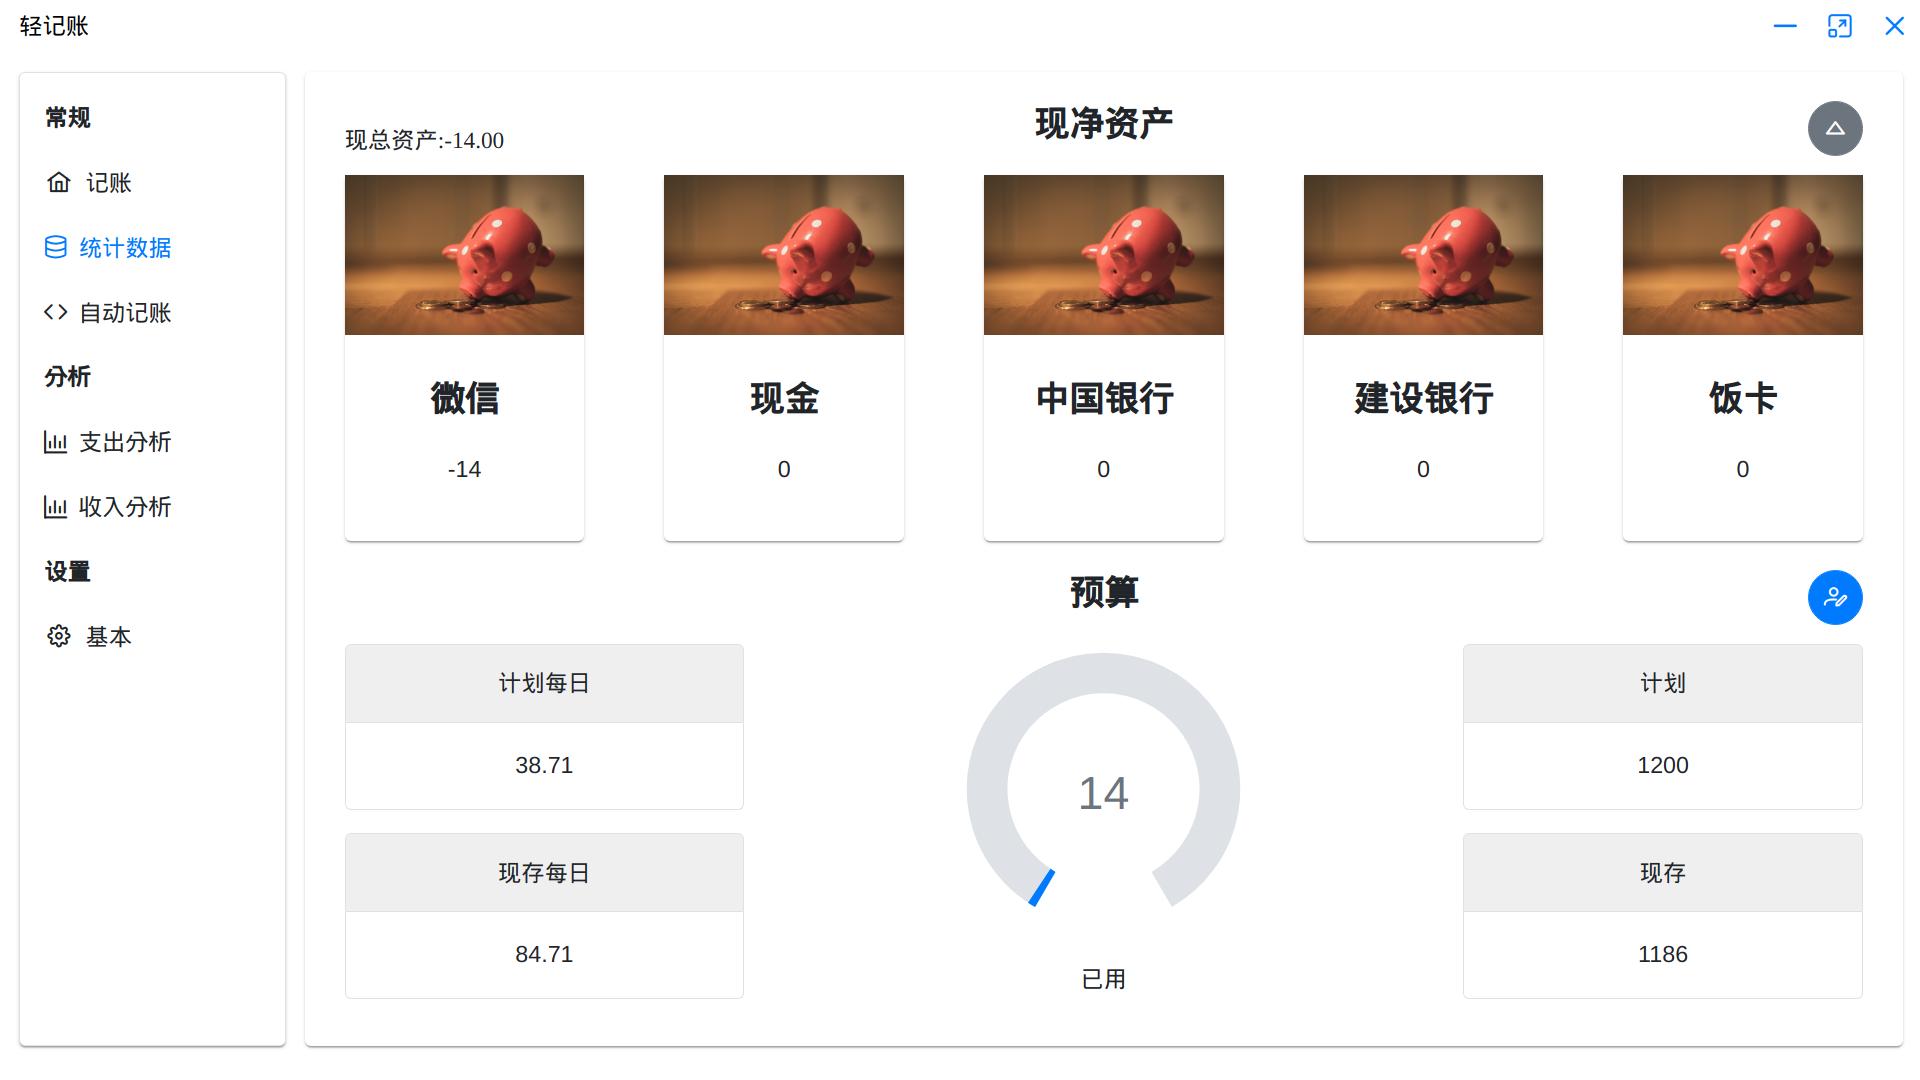 轻记账
常规
记账
统计数据
自动记账
分析
支出分析
收入分析
设置
基本
现净资产
现总资产:-14.00
微信
-14
现金
0
中国银行
0
建设银行
0
饭卡
0
预算
计划每日
38.71
现存每日
84.71
14
已用
计划
1200
现存
1186